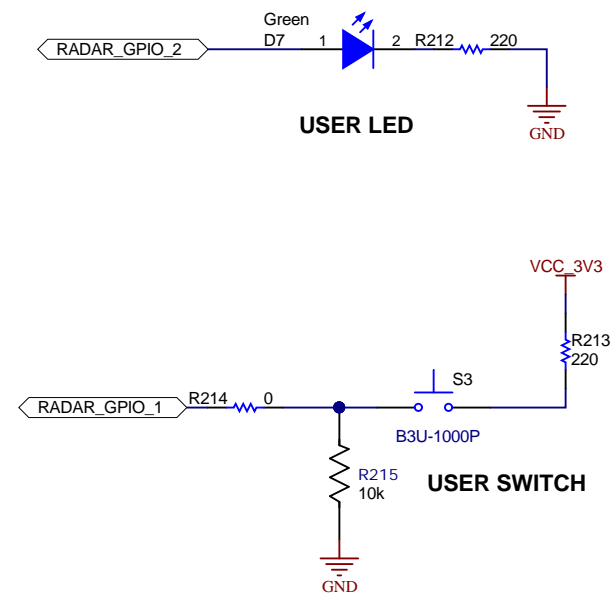 Green
D7
RADAR_GPIO_2
1
2
R212
220
GND
USER LED
VCC_3V3
R213
220
S3
RADAR_GPIO_1
R214
0
B3U-1000P
R215
10k
USER SWITCH
GND